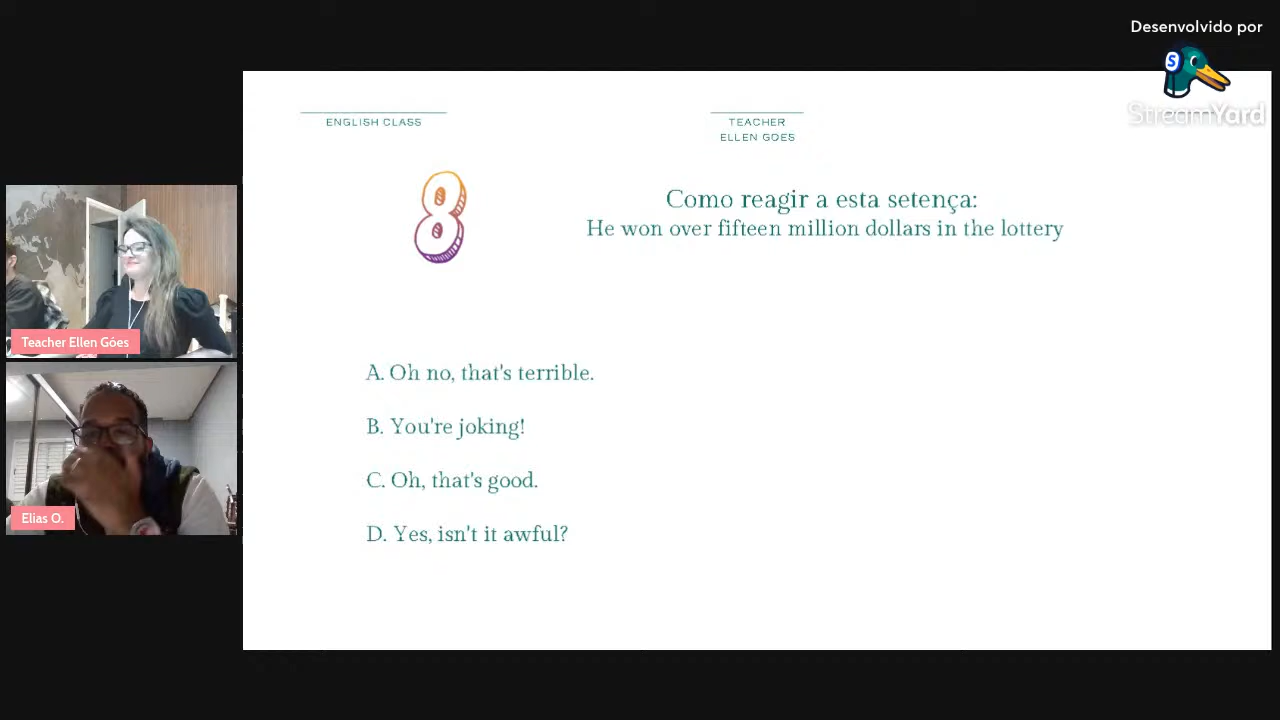 Desenvolvido por
S
StreamYard
ENGLISH CLASS
TEACHER
ELLEN GOES
8
Como reagir a esta setença:
He won over fifteen million dollars in the lottery
A. Oh no, that's terrible.
B. You're joking!
C. Oh, that's good.
D. Yes, isn't it awful?
Teacher Ellen Góes
Elias O.